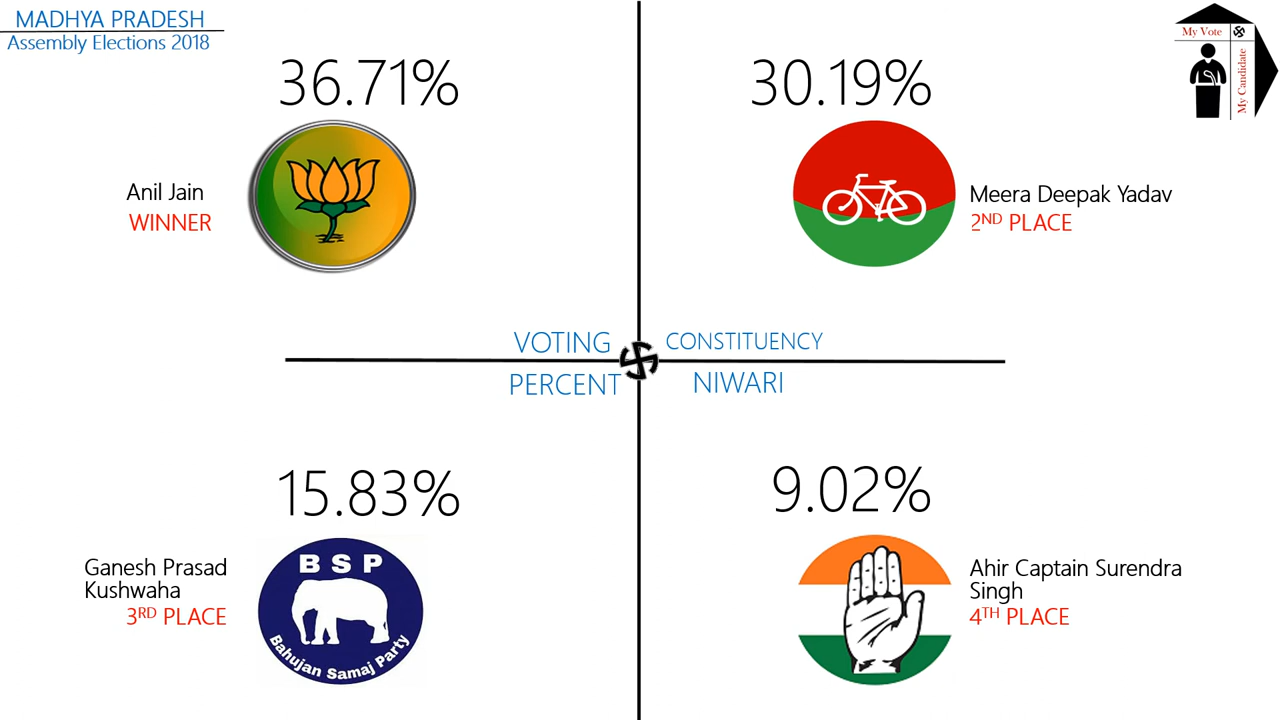 MADHYA PRADESH
Assembly Elections 2018
My Vote
My Candidate
36.71%
Anil Jain
WINNER
30.19%
Meera Deepak Yadav
2ND PLACE
VOTING
PERCENT
CONSTITUENCY
NIWARI
15.83%
Ganesh Prasad
Kushwaha
3RD PLACE
BSP
Bahujan Samaj Party
9.02%
Ahir Captain Surendra
Singh
4TH PLACE